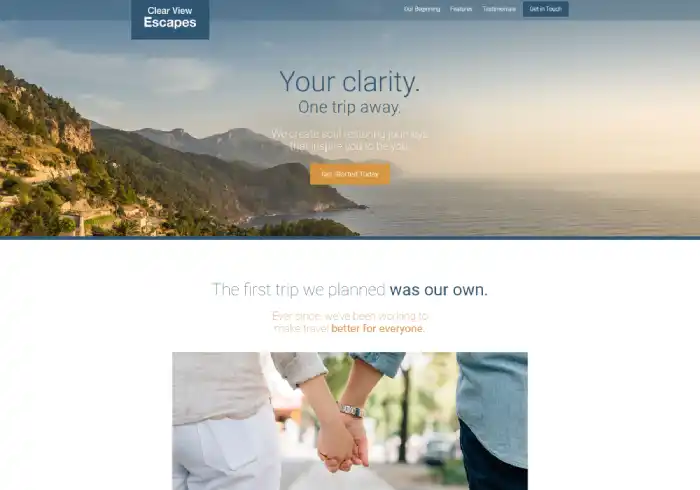 Clear View
Escapes
Our Beginning Features Testimonials Get in Touch
Your clarity.
One trip away.
We create soul restoring journeys
that inspire you to be you.
Get Started Today
The first trip we planned was our own.
Ever since, we've been working to
make travel better for everyone.